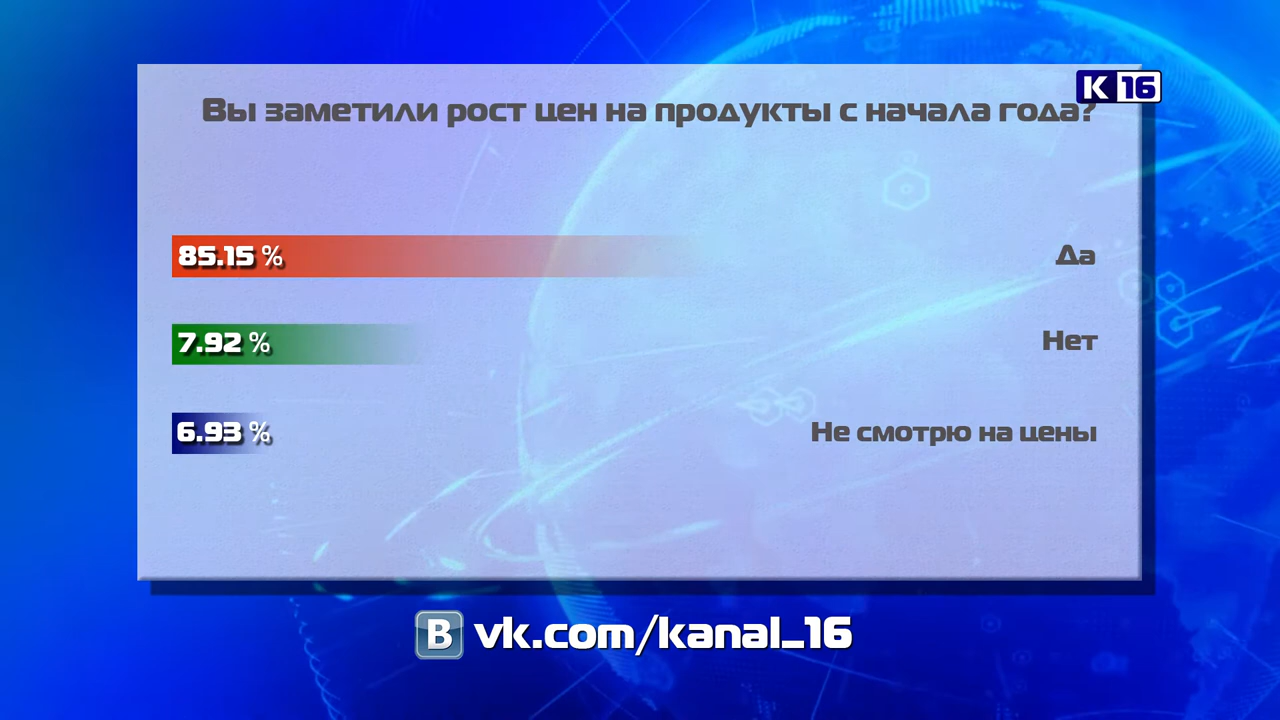 К 16
Вы заметили рост цен на продукты с начала года?
85.15 % Да
7.92 % Нет
6.93 % Не смотрю на цены
В vk.com/kanal_16